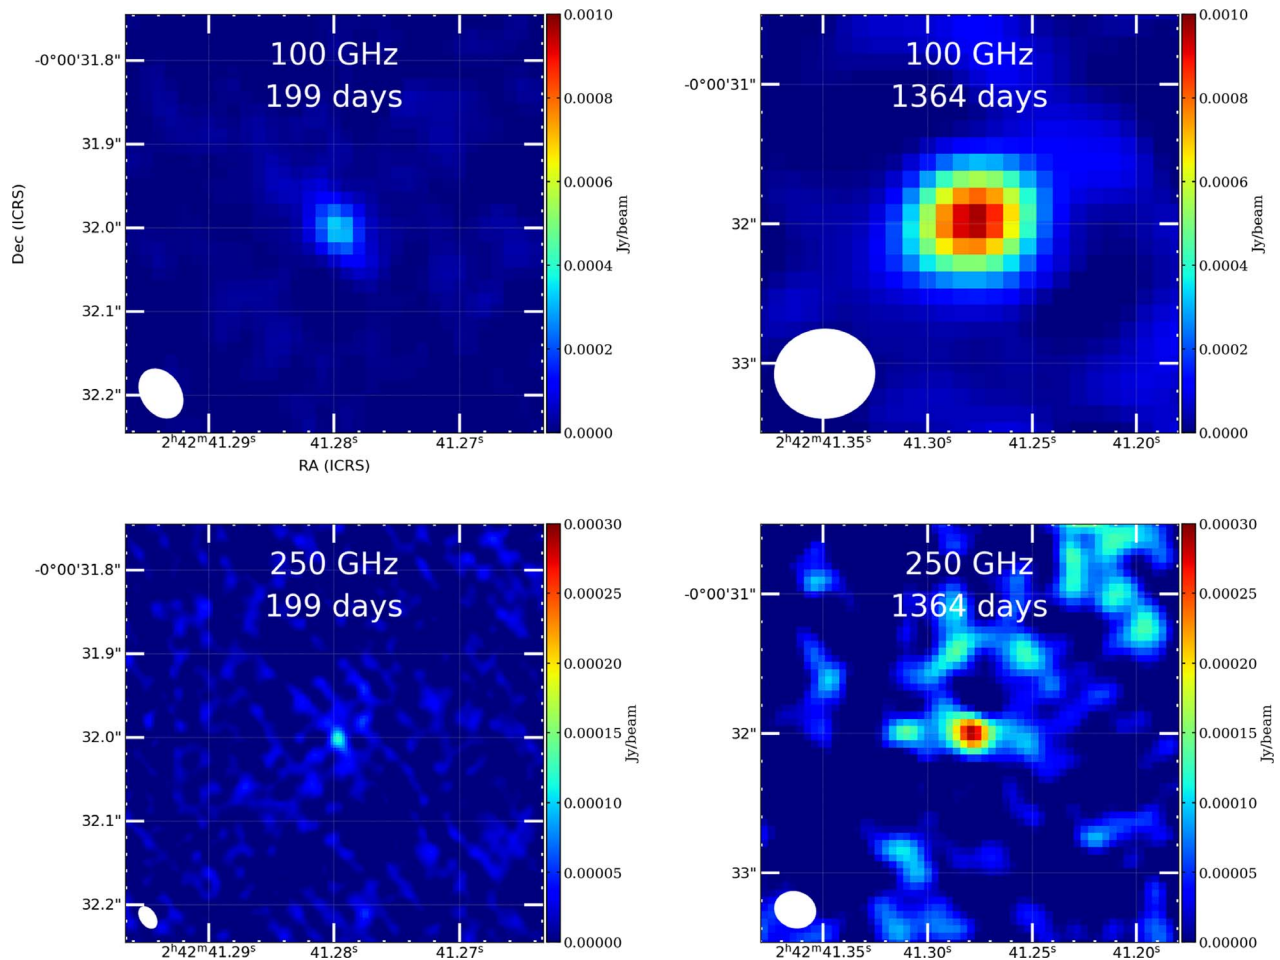 100 GHz
199 days
-0°00'31.8"
31.9"
32.0"
32.1"
32.2"
Dec (ICRS)
2ʰ42ᵐ41.29ˢ
41.28ˢ
41.27ˢ
RA (ICRS)
0.0010
0.0008
0.0006
0.0004
0.0002
0.0000
Jy/beam
100 GHz
1364 days
-0°00'31"
32"
33"
2ʰ42ᵐ41.35ˢ
41.30ˢ
41.25ˢ
41.20ˢ
0.0010
0.0008
0.0006
0.0004
0.0002
0.0000
Jy/beam
250 GHz
199 days
-0°00'31.8"
31.9"
32.0"
32.1"
32.2"
2ʰ42ᵐ41.29ˢ
41.28ˢ
41.27ˢ
0.00030
0.00025
0.00020
0.00015
0.00010
0.00005
0.00000
Jy/beam
250 GHz
1364 days
-0°00'31"
32"
33"
2ʰ42ᵐ41.35ˢ
41.30ˢ
41.25ˢ
41.20ˢ
0.00030
0.00025
0.00020
0.00015
0.00010
0.00005
0.00000
Jy/beam